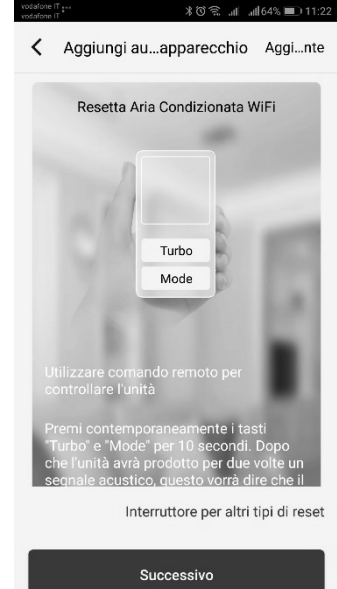 vodafone IT
vodafone IT
64% 11:22
Aggiungi au...apparecchio Aggi...nte
Resetta Aria Condizionata WiFi
Turbo
Mode
Utilizzare comando remoto per
controllare l'unità
Premi contemporaneamente i tasti
"Turbo" e "Mode" per 10 secondi. Dopo
che l'unità avrà prodotto per due volte un
segnale acustico, questo vorrà dire che il
Interruttore per altri tipi di reset
Successivo